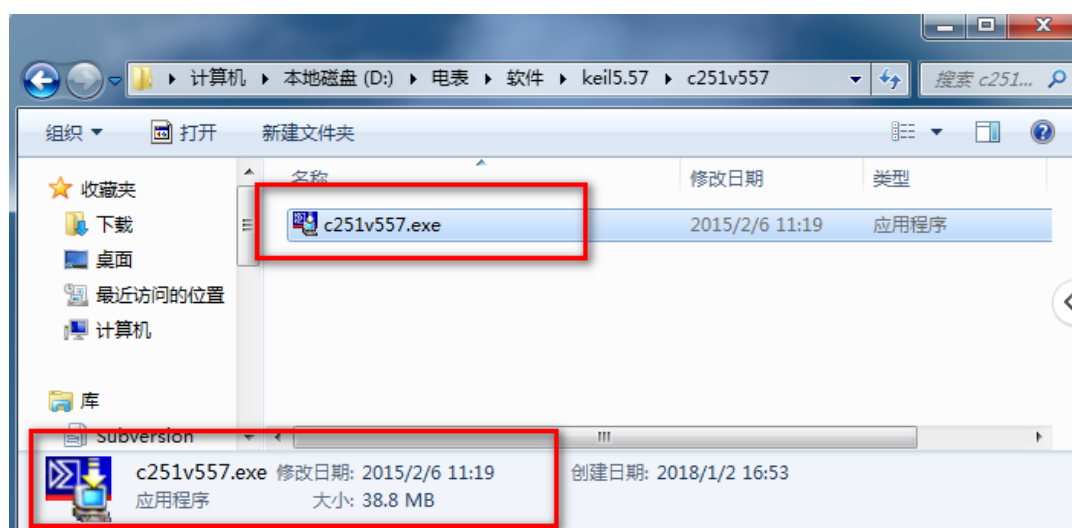 计算机 ▸ 本地磁盘 (D:) ▸ 电表 ▸ 软件 ▸ keil5.57 ▸ c251v557
搜索 c251...
组织 打开 新建文件夹
名称 修改日期 类型
收藏夹
下载
桌面
最近访问的位置
计算机
库
Subversion
c251v557.exe 2015/2/6 11:19 应用程序
c251v557.exe 修改日期: 2015/2/6 11:19 创建日期: 2018/1/2 16:53
应用程序 大小: 38.8 MB